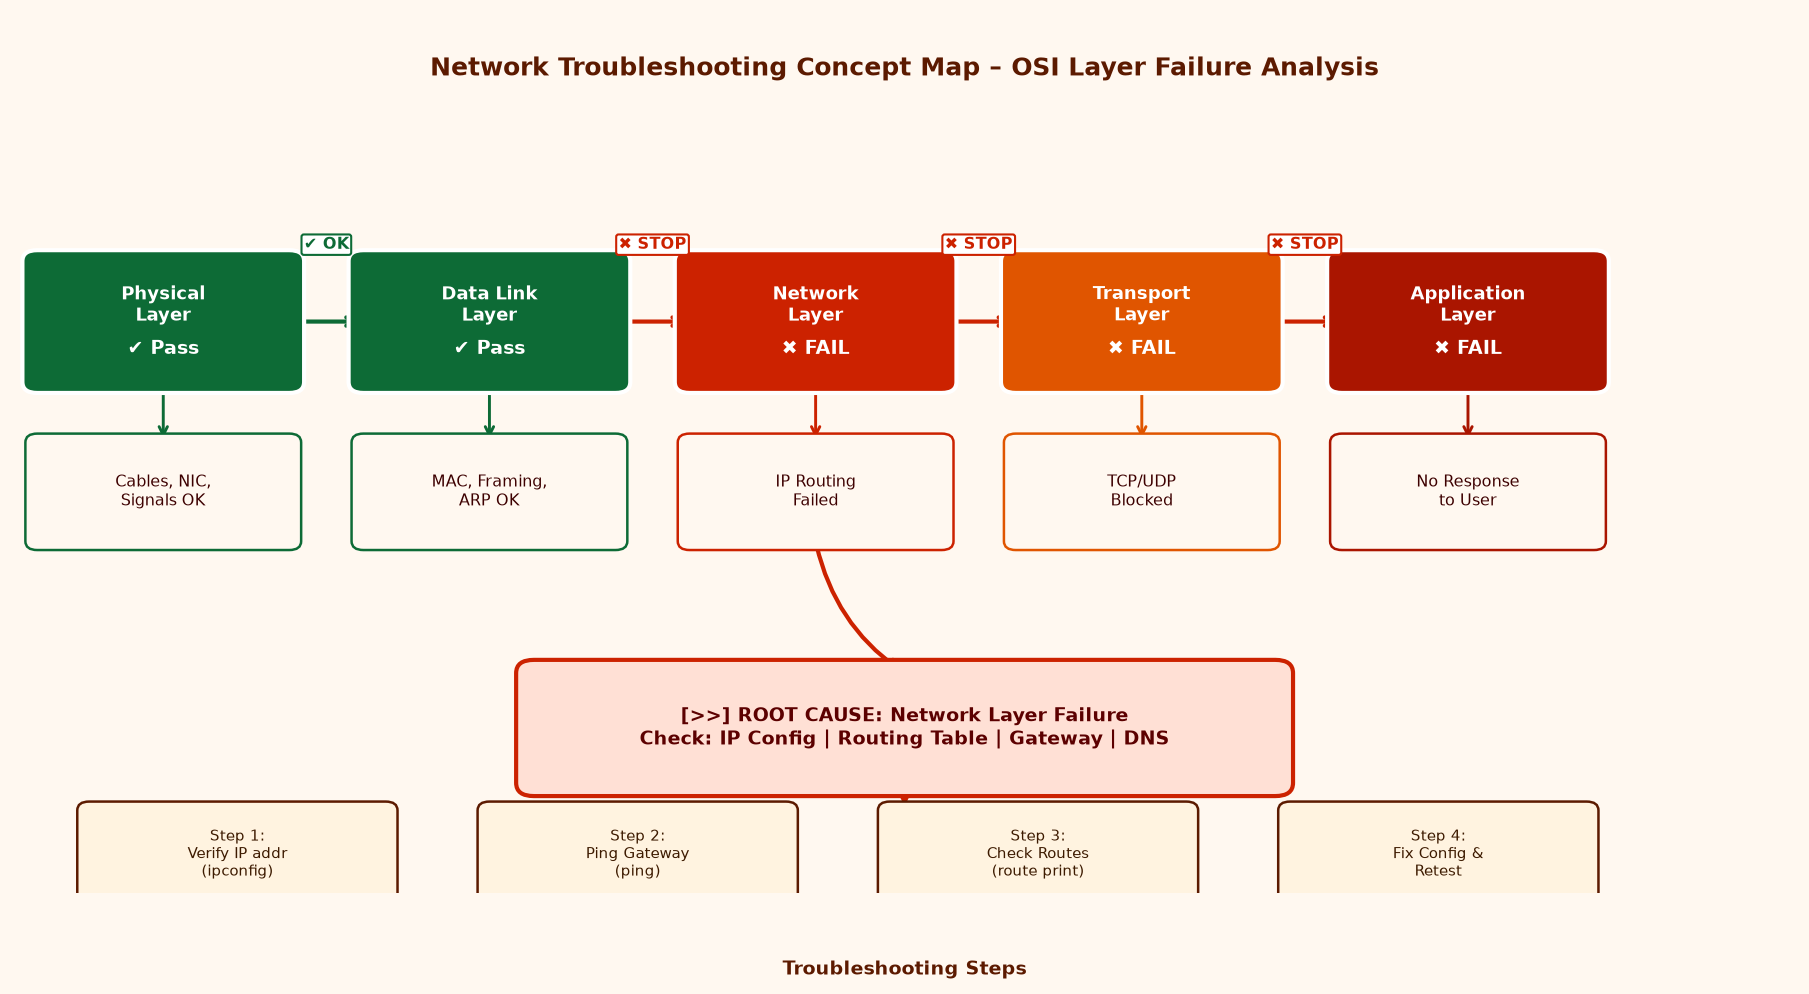 Network Troubleshooting Concept Map – OSI Layer Failure Analysis
✔ OK
✖ STOP
✖ STOP
✖ STOP
Physical
Layer
✔ Pass
Data Link
Layer
✔ Pass
Network
Layer
✖ FAIL
Transport
Layer
✖ FAIL
Application
Layer
✖ FAIL
Cables, NIC,
Signals OK
MAC, Framing,
ARP OK
IP Routing
Failed
TCP/UDP
Blocked
No Response
to User
[>>] ROOT CAUSE: Network Layer Failure
Check: IP Config | Routing Table | Gateway | DNS
Step 1:
Verify IP addr
(ipconfig)
Step 2:
Ping Gateway
(ping)
Step 3:
Check Routes
(route print)
Step 4:
Fix Config &
Retest
Troubleshooting Steps